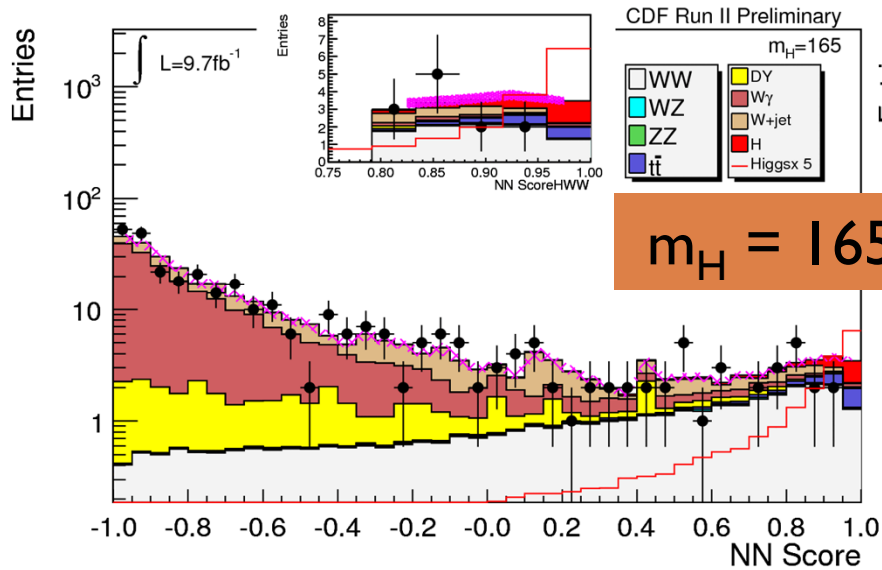 CDF Run II Preliminary
∫ L=9.7fb⁻¹
m_H=165
Entries
Entries
8
7
6
5
4
3
2
1
0
0.75 0.80 0.85 0.90 0.95 1.00
NN ScoreHWW
WW
WZ
ZZ
tt̄
DY
Wγ
W+jet
H
Higgsx 5
m_H = 165
10³
10²
10
1
-1.0 -0.8 -0.6 -0.4 -0.2 -0.0 0.2 0.4 0.6 0.8 1.0
NN Score